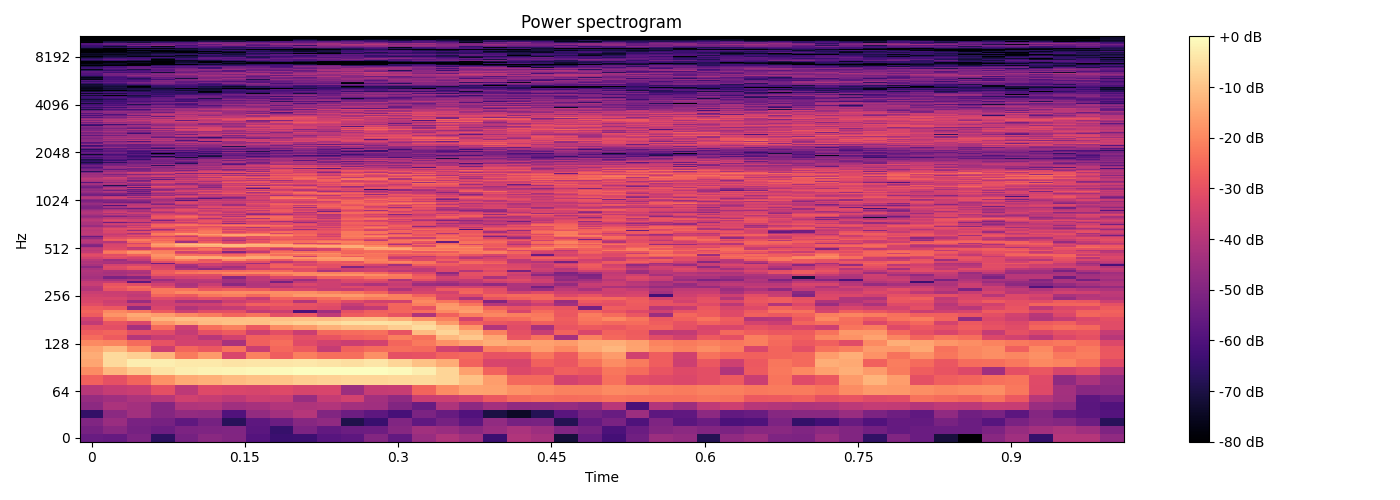 Power spectrogram
Hz
8192
4096
2048
1024
512
256
128
64
0
0 0.15 0.3 0.45 0.6 0.75 0.9
Time
+0 dB
-10 dB
-20 dB
-30 dB
-40 dB
-50 dB
-60 dB
-70 dB
-80 dB